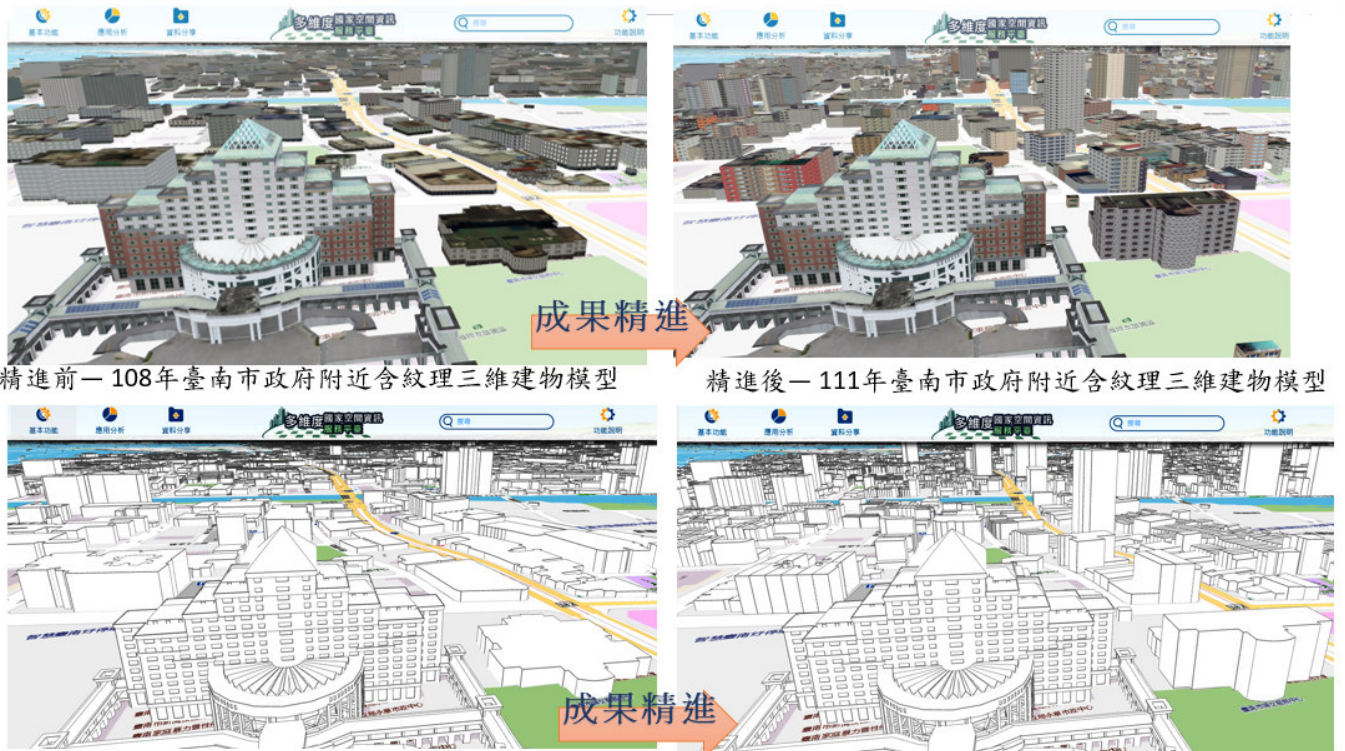 基本功能
應用分析
資料分享
多維度國家空間資訊
服務平臺
搜尋
功能說明
基本功能
應用分析
資料分享
多維度國家空間資訊
服務平臺
搜尋
功能說明
成果精進
精進前—108年臺南市政府附近含紋理三維建物模型
精進後—111年臺南市政府附近含紋理三維建物模型
基本功能
應用分析
資料分享
多維度國家空間資訊
服務平臺
搜尋
功能說明
基本功能
應用分析
資料分享
多維度國家空間資訊
服務平臺
搜尋
功能說明
成果精進